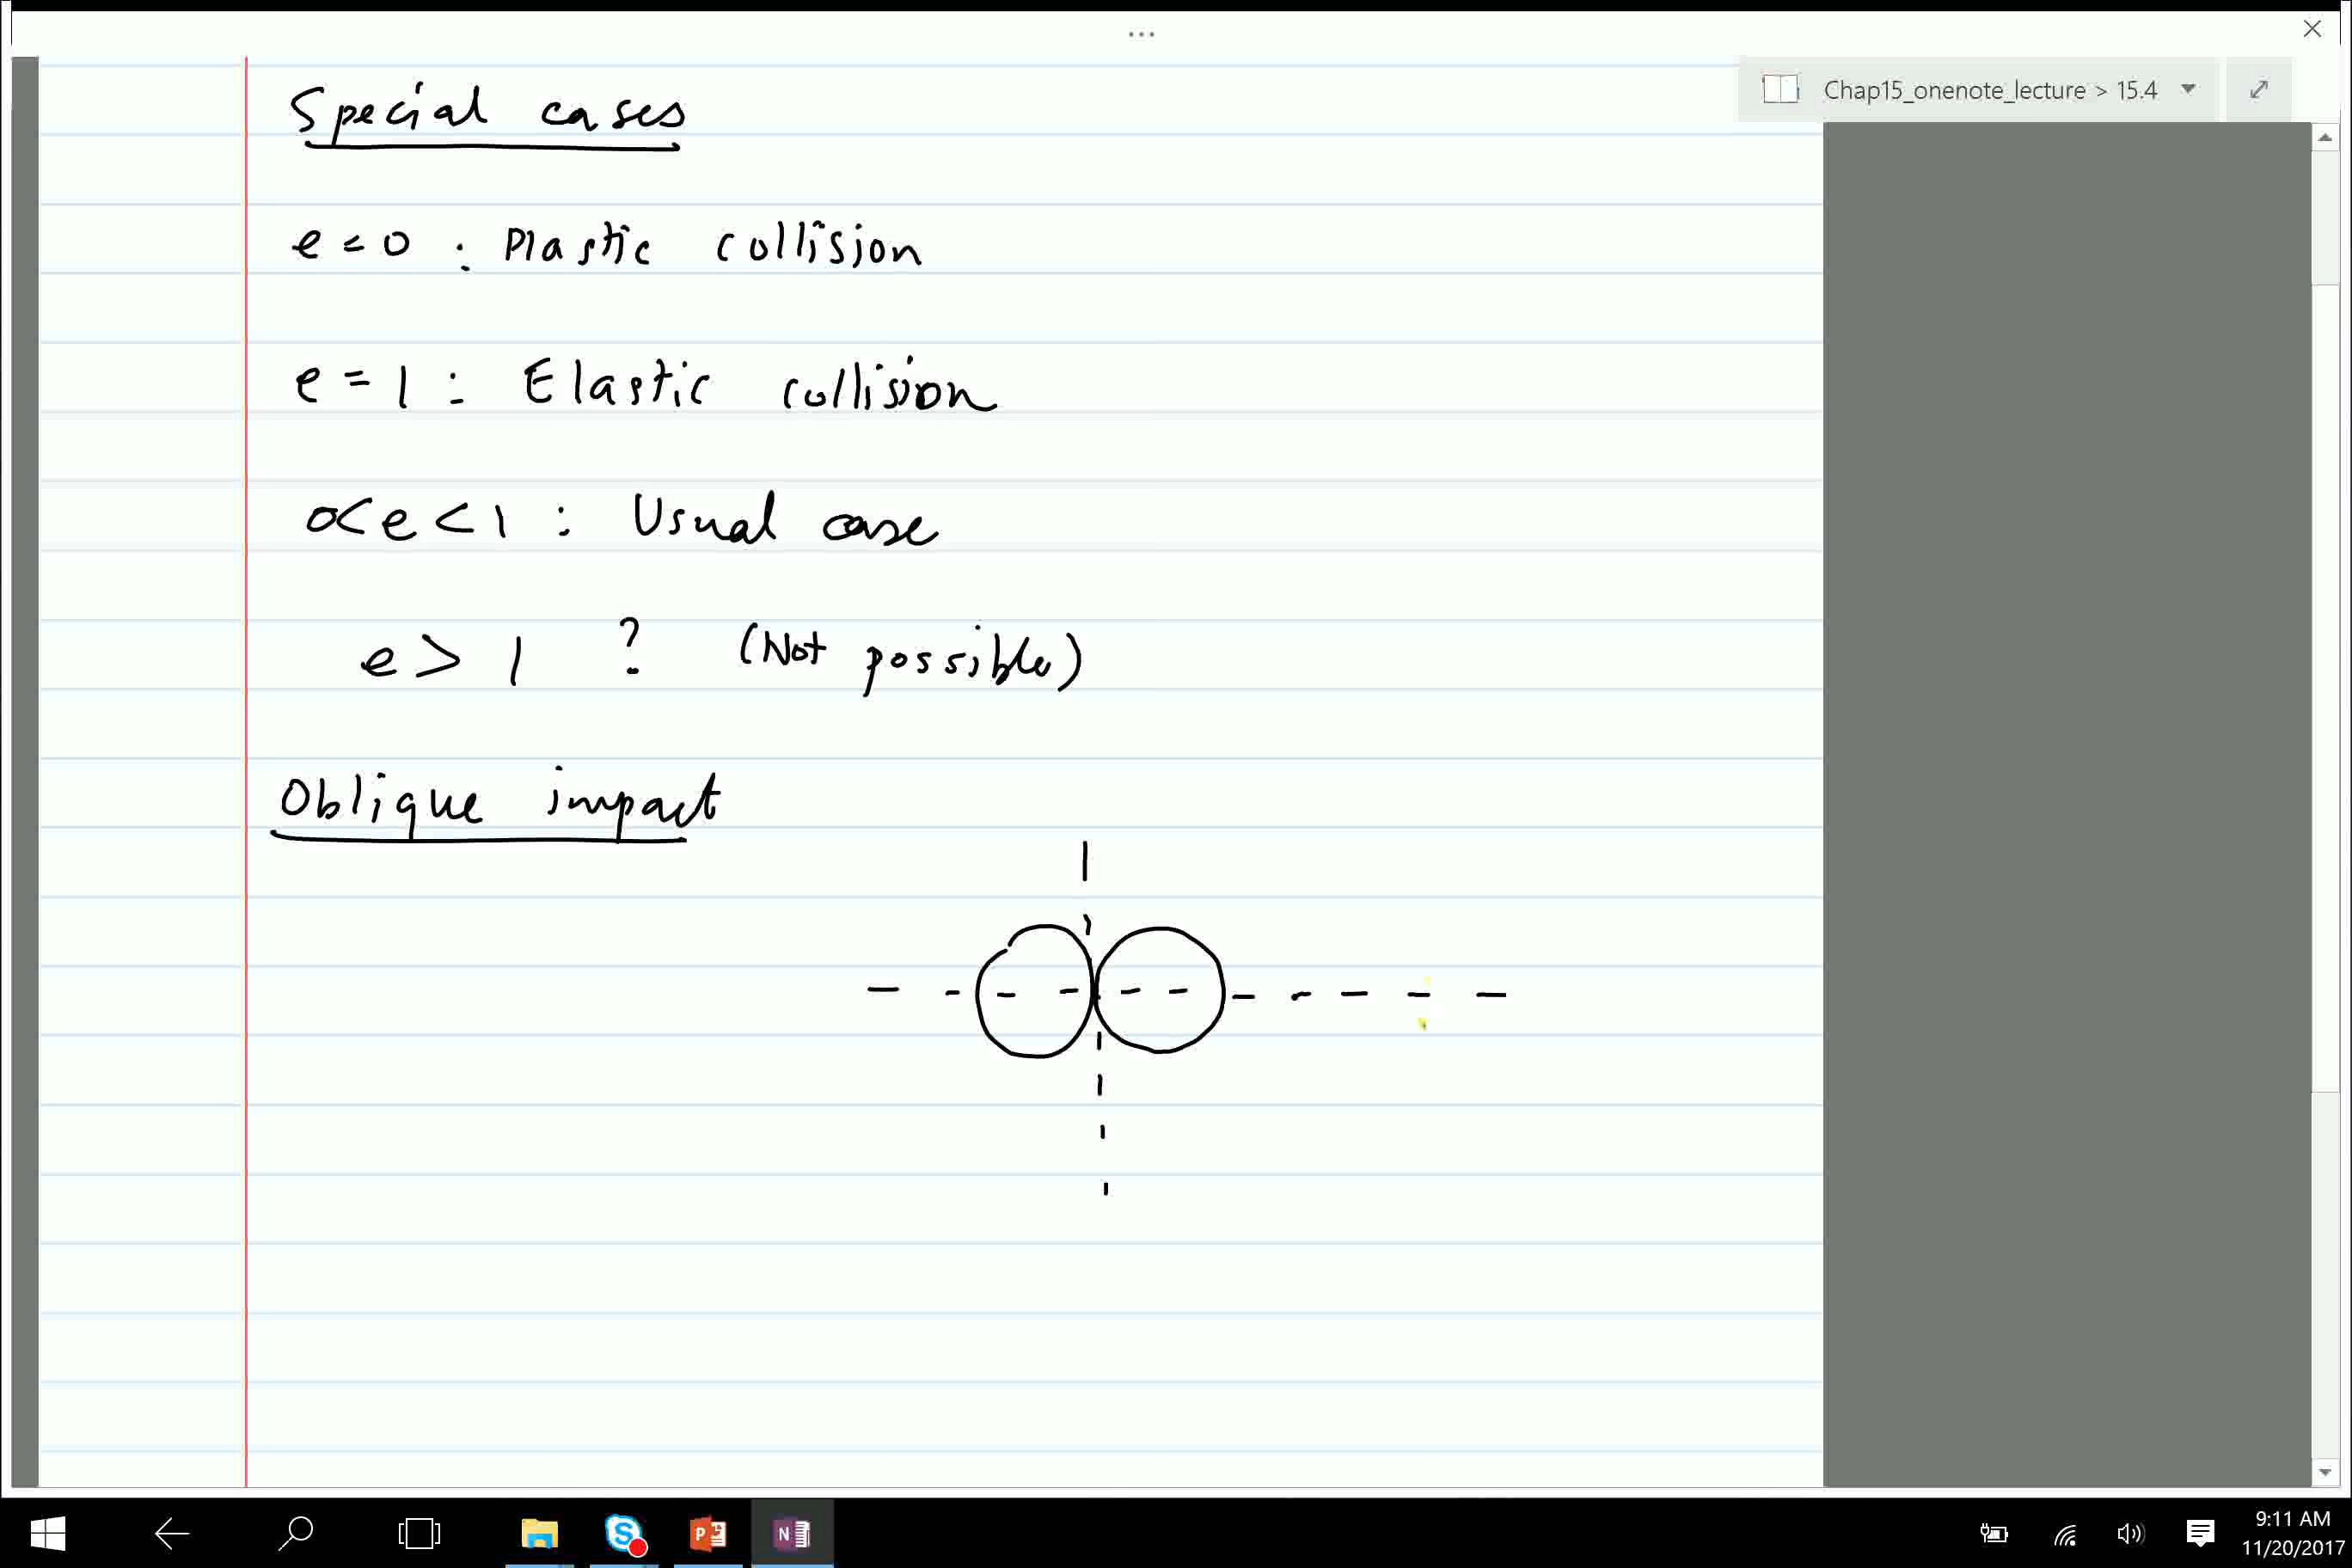 ...
Chap15_onenote_lecture > 15.4
Special cases
e = 0 : Plastic collision
e = 1 : Elastic collision
0 < e < 1 : Usual case
e > 1 ? (Not possible)
Oblique impact
9:11 AM
11/20/2017